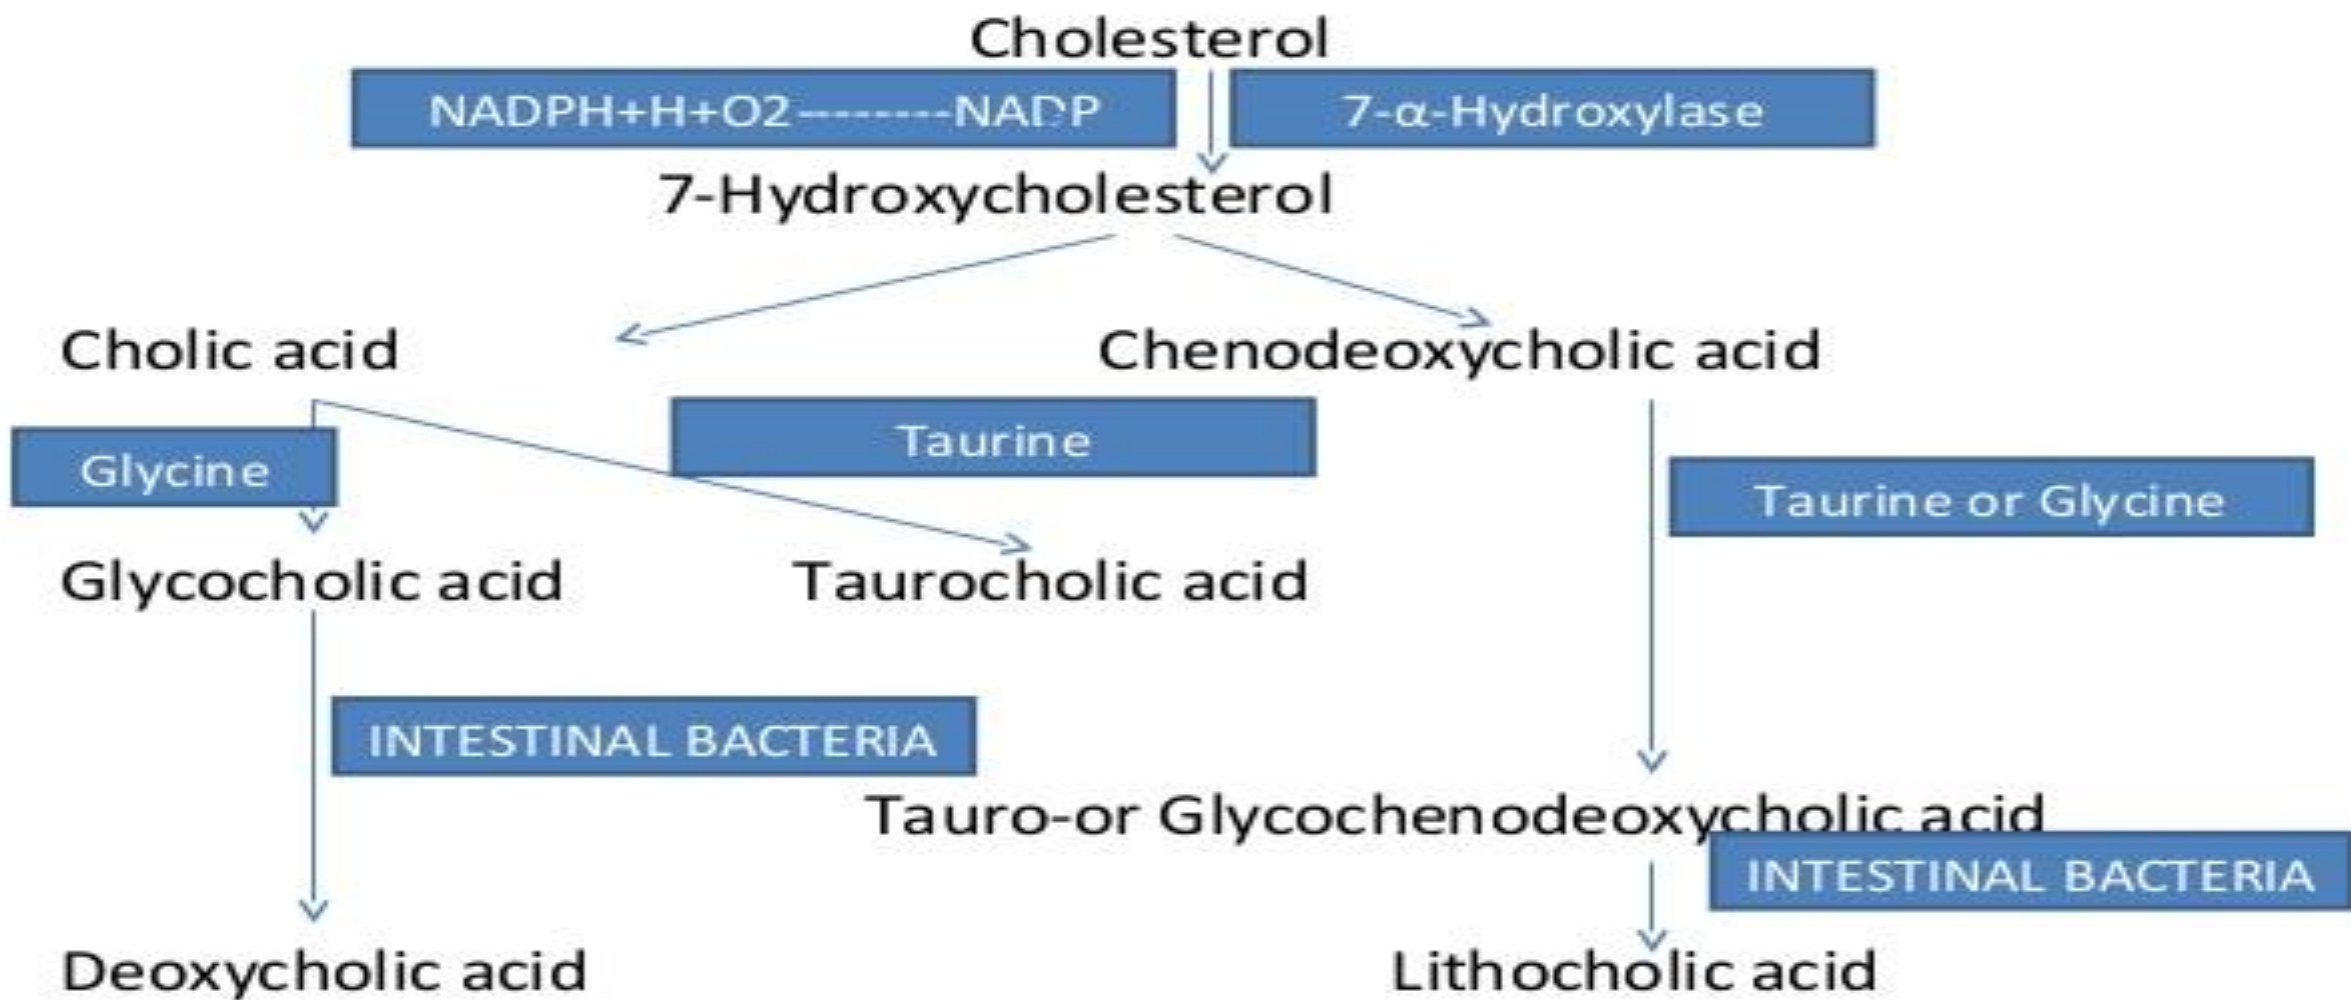 Cholesterol
NADPH+H+O2--------NADP
7-α-Hydroxylase
7-Hydroxycholesterol
Cholic acid
Chenodeoxycholic acid
Glycine
Taurine
Taurine or Glycine
Glycocholic acid
Taurocholic acid
INTESTINAL BACTERIA
Tauro-or Glycochenodeoxycholic acid
INTESTINAL BACTERIA
Deoxycholic acid
Lithocholic acid